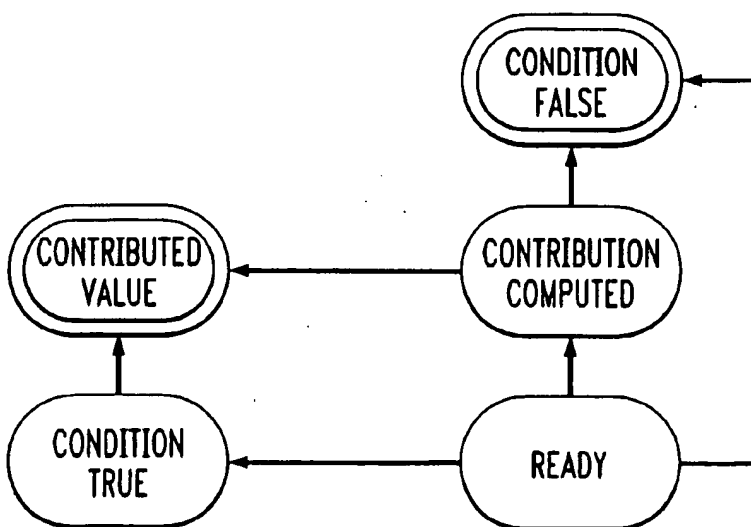 CONDITION
FALSE
CONTRIBUTED
VALUE
CONTRIBUTION
COMPUTED
CONDITION
TRUE
READY